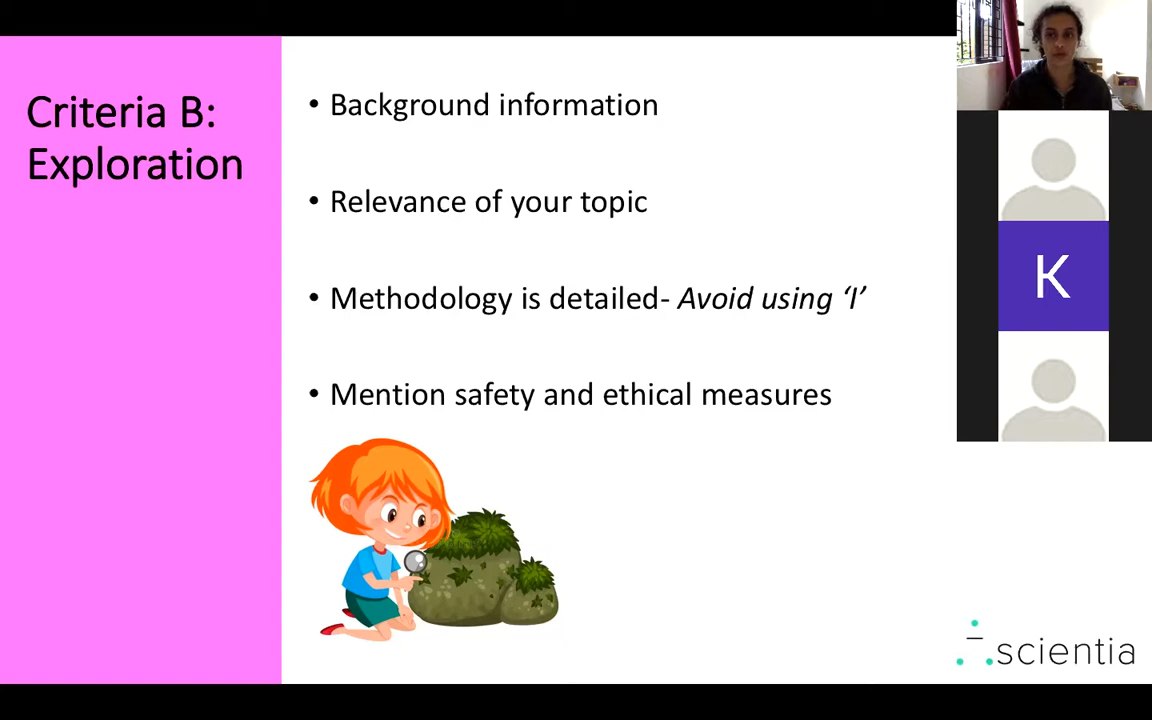 Criteria B:
Exploration
• Background information
• Relevance of your topic
• Methodology is detailed- Avoid using ‘I’
• Mention safety and ethical measures
K
scientia